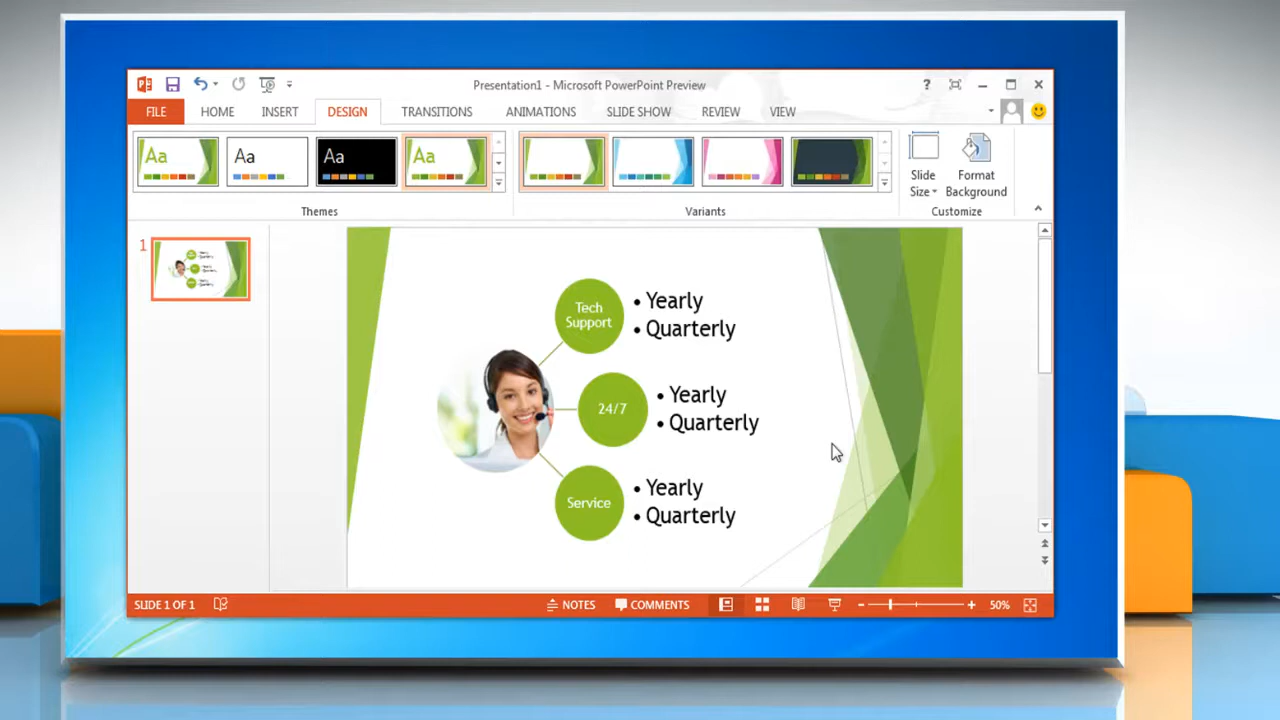 Presentation1 - Microsoft PowerPoint Preview
FILE HOME INSERT DESIGN TRANSITIONS ANIMATIONS SLIDE SHOW REVIEW VIEW
Aa Aa Aa Aa
Slide
Size
Format
Background
Themes Variants Customize
1
Tech
Support
• Yearly
• Quarterly
24/7
• Yearly
• Quarterly
Service
• Yearly
• Quarterly
SLIDE 1 OF 1 NOTES COMMENTS 50%